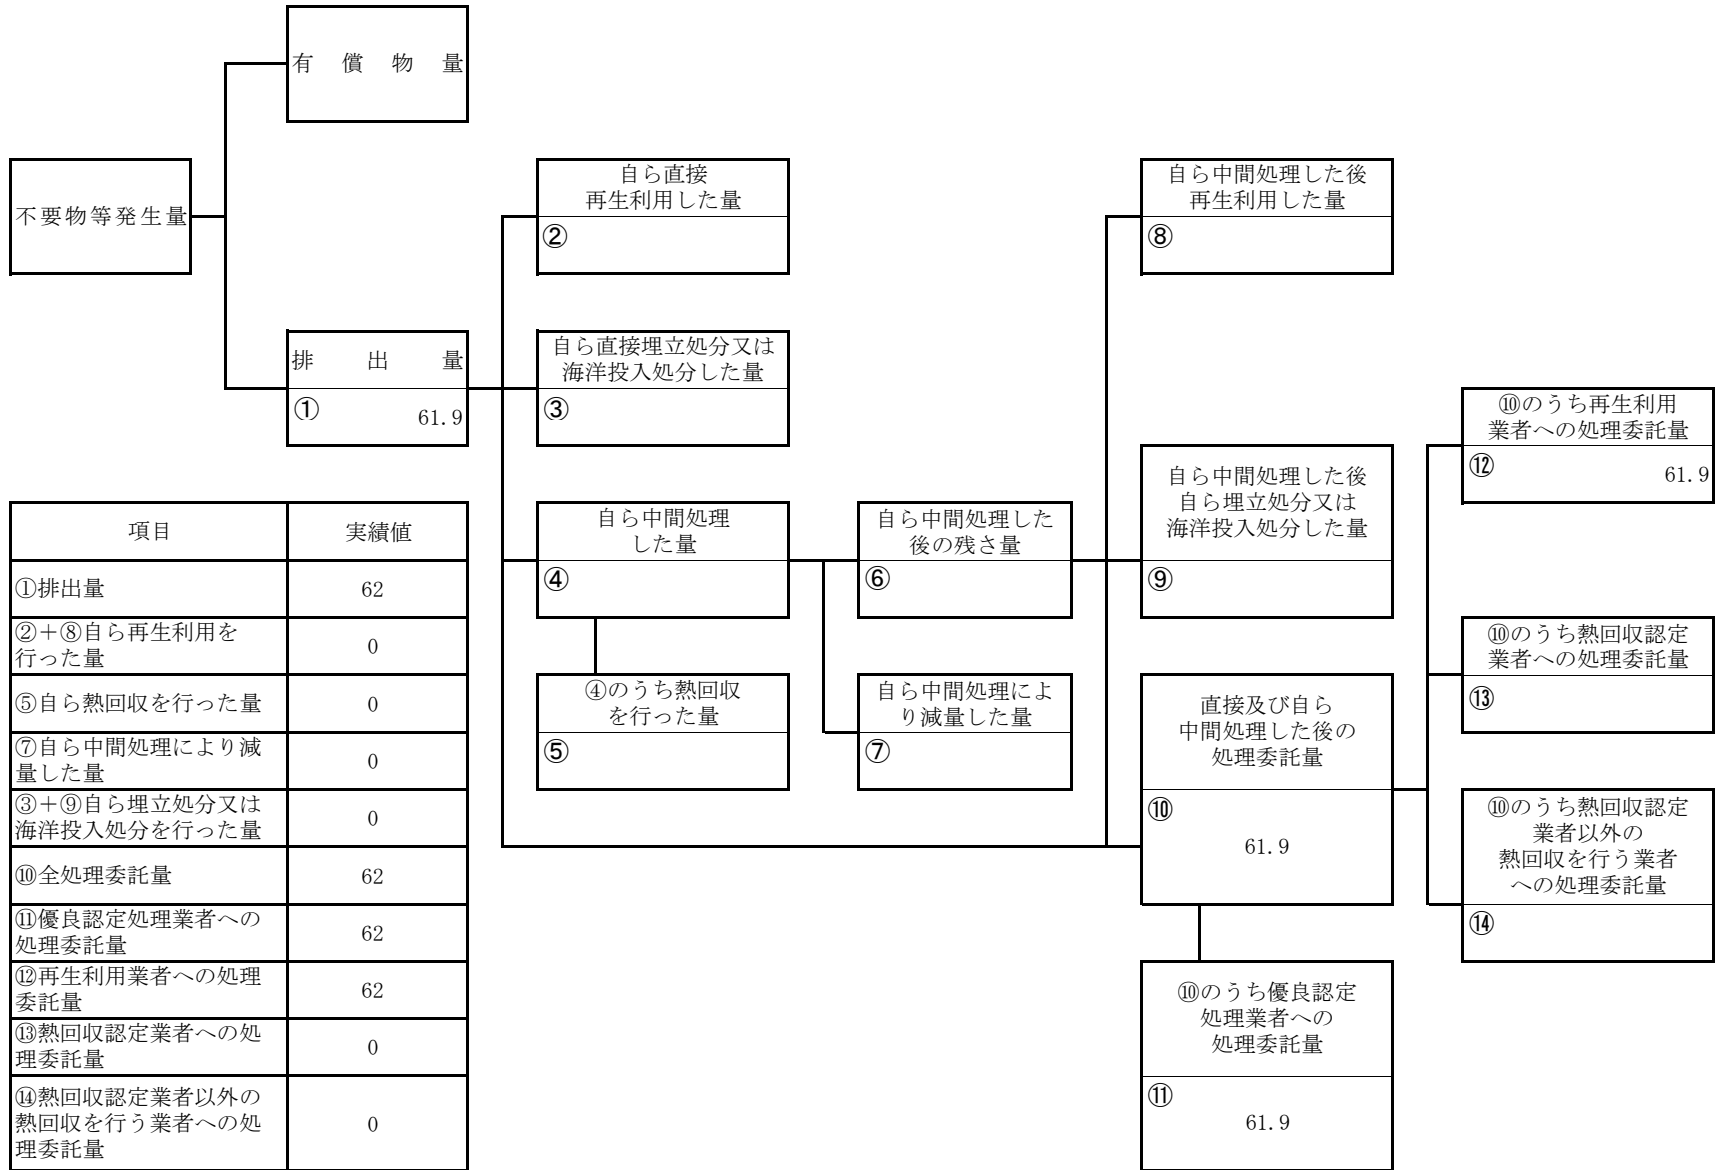 有償物量
不要物等発生量
排出量
①
61.9
自ら直接
再生利用した量
②
自ら直接埋立処分又は
海洋投入処分した量
③
自ら中間処理
した量
④
④のうち熱回収
を行った量
⑤
自ら中間処理した
後の残さ量
⑥
自ら中間処理によ
り減量した量
⑦
自ら中間処理した後
再生利用した量
⑧
自ら中間処理した後
自ら埋立処分又は
海洋投入処分した量
⑨
直接及び自ら
中間処理した後の
処理委託量
⑩
61.9
⑩のうち優良認定
処理業者への
処理委託量
⑪
61.9
⑩のうち再生利用
業者への処理委託量
⑫
61.9
⑩のうち熱回収認定
業者への処理委託量
⑬
⑩のうち熱回収認定
業者以外の
熱回収を行う業者
への処理委託量
⑭
項目 実績値
①排出量 62
②+⑧自ら再生利用を
行った量 0
⑤自ら熱回収を行った量 0
⑦自ら中間処理により減
量した量 0
③+⑨自ら埋立処分又は
海洋投入処分を行った量 0
⑩全処理委託量 62
⑪優良認定処理業者への
処理委託量 62
⑫再生利用業者への処理
委託量 62
⑬熱回収認定業者への処
理委託量 0
⑭熱回収認定業者以外の
熱回収を行う業者への処
理委託量 0